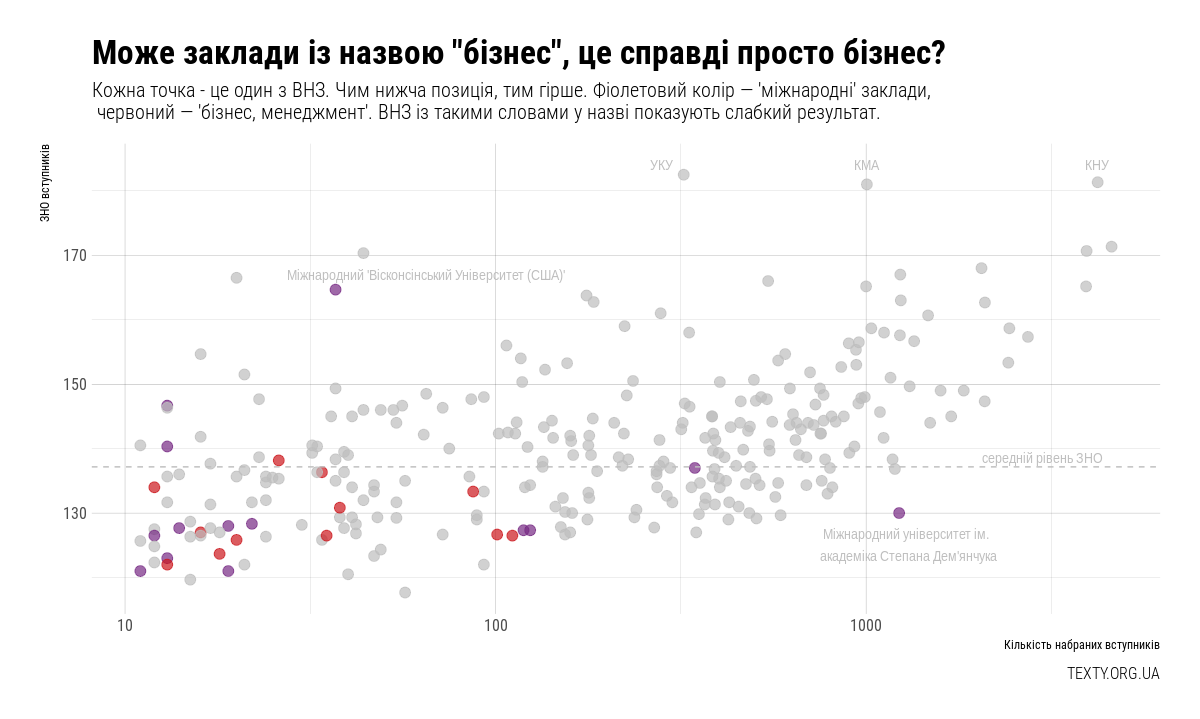 Може заклади із назвою "бізнес", це справді просто бізнес?
Кожна точка - це один з ВНЗ. Чим нижча позиція, тим гірше. Фіолетовий колір — 'міжнародні' заклади,
червоний — 'бізнес, менеджмент'. ВНЗ із такими словами у назві показують слабкий результат.
ЗНО вступників
УКУ
КМА
КНУ
170
Міжнародний 'Вісконсінський Університет (США)'
150
середній рівень ЗНО
130
Міжнародний університет ім.
академіка Степана Дем'янчука
10
100
1000
Кількість набраних вступників
TEXTY.ORG.UA